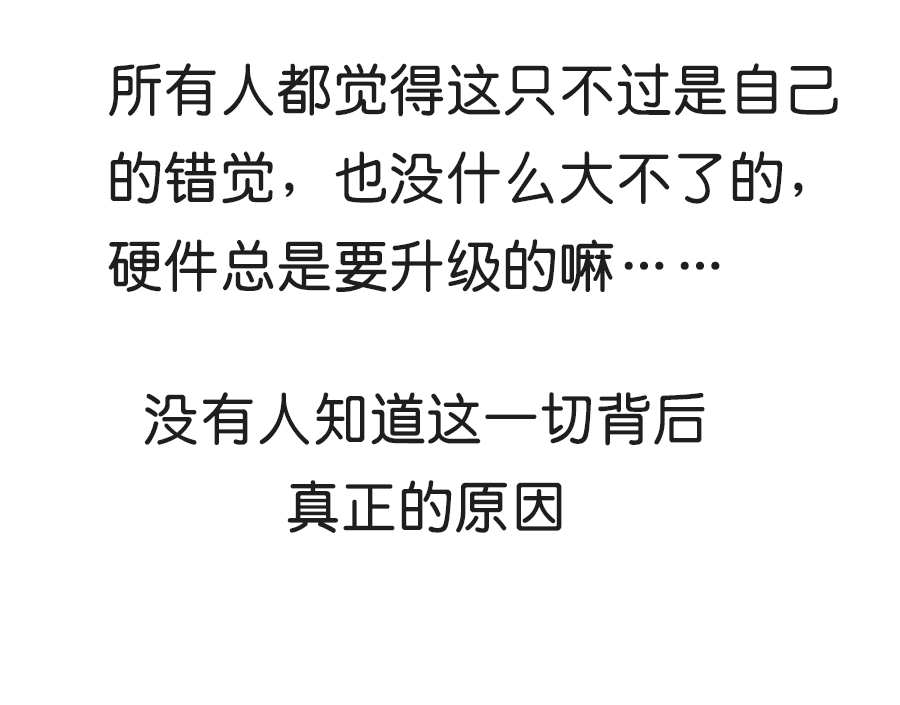 所有人都觉得这只不过是自己
的错觉，也没什么大不了的，
硬件总是要升级的嘛……
没有人知道这一切背后
真正的原因